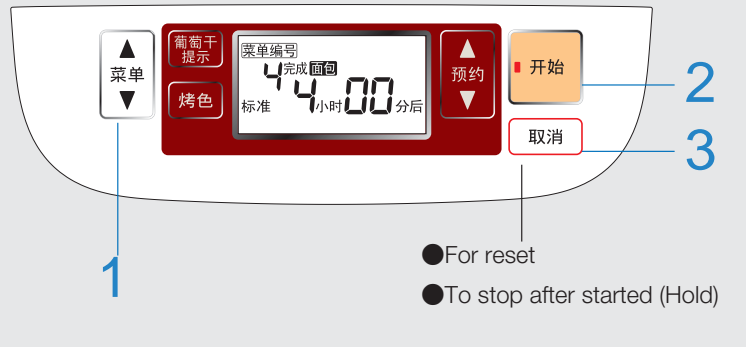 菜单
葡萄干
提示
烤色
菜单编号
4 完成 面包
标准 4 小时 00 分后
预约
开始
取消
1
2
3
●For reset
●To stop after started (Hold)